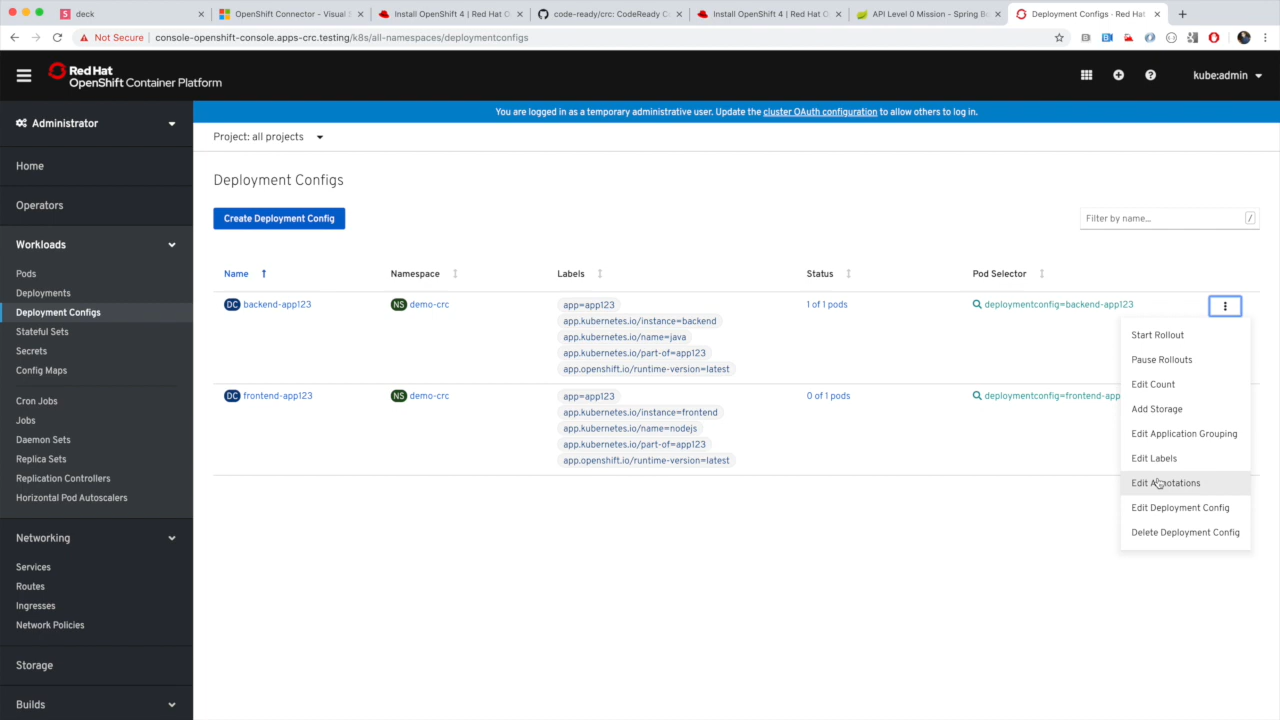 deck
OpenShift Connector - Visual S
Install OpenShift 4 | Red Hat O
code-ready/crc: CodeReady C
Install OpenShift 4 | Red Hat O
API Level 0 Mission - Spring Bo
Deployment Configs · Red Hat
Not Secure
console-openshift-console.apps-crc.testing/k8s/all-namespaces/deploymentconfigs
Red Hat
OpenShift Container Platform
kube:admin
You are logged in as a temporary administrative user. Update the cluster OAuth configuration to allow others to log in.
Administrator
Home
Operators
Workloads
Pods
Deployments
Deployment Configs
Stateful Sets
Secrets
Config Maps
Cron Jobs
Jobs
Daemon Sets
Replica Sets
Replication Controllers
Horizontal Pod Autoscalers
Networking
Services
Routes
Ingresses
Network Policies
Storage
Builds
Project: all projects
Deployment Configs
Create Deployment Config
Filter by name...
/
Name
Namespace
Labels
Status
Pod Selector
DC backend-app123
NS demo-crc
app=app123
app.kubernetes.io/instance=backend
app.kubernetes.io/name=java
app.kubernetes.io/part-of=app123
app.openshift.io/runtime-version=latest
1 of 1 pods
deploymentconfig=backend-app123
DC frontend-app123
NS demo-crc
app=app123
app.kubernetes.io/instance=frontend
app.kubernetes.io/name=nodejs
app.kubernetes.io/part-of=app123
app.openshift.io/runtime-version=latest
0 of 1 pods
deploymentconfig=frontend-app
Start Rollout
Pause Rollouts
Edit Count
Add Storage
Edit Application Grouping
Edit Labels
Edit Annotations
Edit Deployment Config
Delete Deployment Config